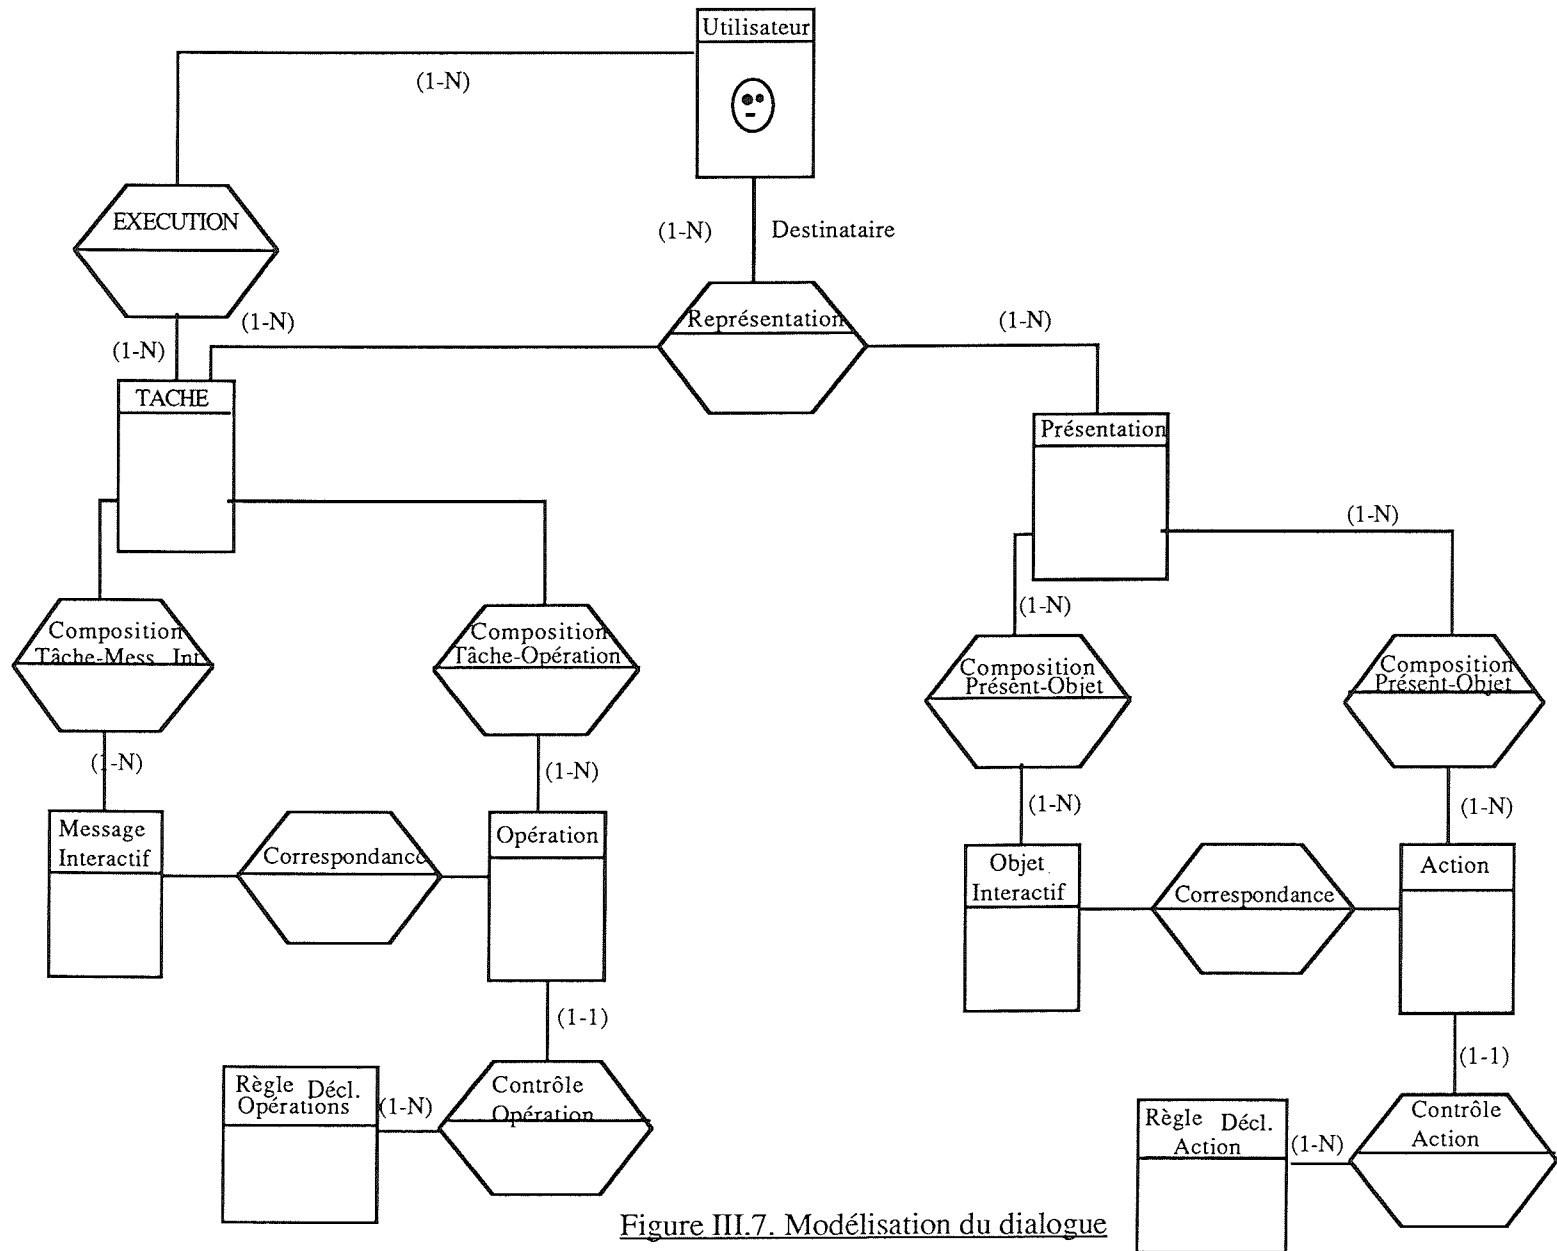 Utilisateur
(1-N)
EXECUTION
(1-N)
Destinataire
(1-N)
Représentation
(1-N)
(1-N)
TACHE
Présentation
(1-N)
(1-N)
Composition
Tâche-Mess. Int
Composition
Tâche-Opération
Composition
Présent-Objet
Composition
Présent-Objet
(1-N)
(1-N)
(1-N)
(1-N)
Message
Interactif
Correspondance
Opération
Objet
Interactif
Correspondance
Action
(1-1)
(1-1)
Règle Décl.
Opérations
(1-N)
Contrôle
Opération
Règle Décl.
Action
(1-N)
Contrôle
Action
Figure III.7. Modélisation du dialogue